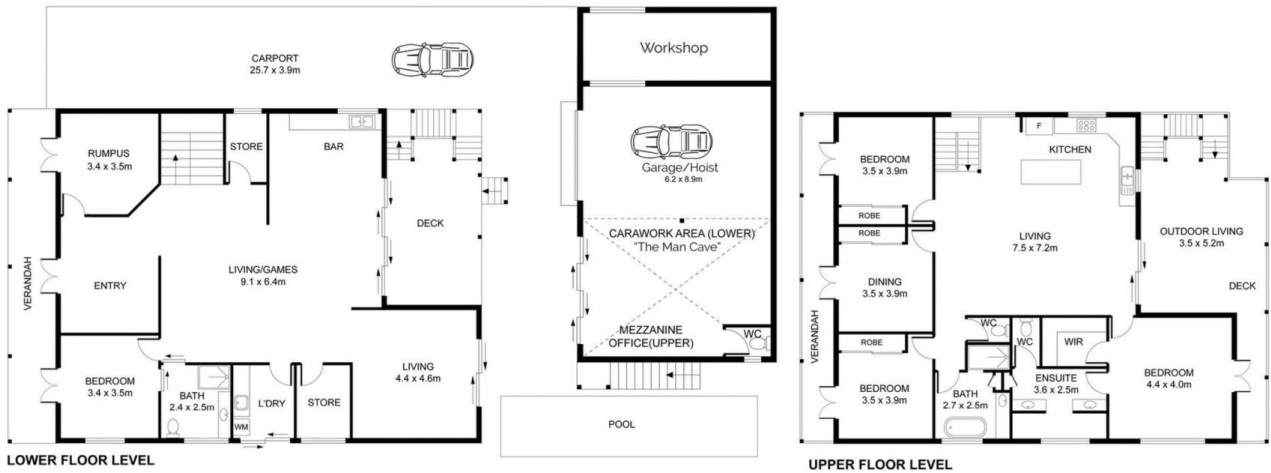 CARPORT
25.7 x 3.9m
RUMPUS
3.4 x 3.5m
STORE
BAR
DECK
VERANDAH
ENTRY
LIVING/GAMES
9.1 x 6.4m
BEDROOM
3.4 x 3.5m
BATH
2.4 x 2.5m
WM
L'DRY
STORE
LIVING
4.4 x 4.6m
LOWER FLOOR LEVEL
Workshop
Garage/Hoist
6.2 x 8.9m
CARAWORK AREA (LOWER)
"The Man Cave"
MEZZANINE
OFFICE(UPPER)
WC
POOL
BEDROOM
3.5 x 3.9m
ROBE
ROBE
DINING
3.5 x 3.9m
ROBE
BEDROOM
3.5 x 3.9m
VERANDAH
F
KITCHEN
LIVING
7.5 x 7.2m
OUTDOOR LIVING
3.5 x 5.2m
DECK
WC
WC
WIR
BATH
2.7 x 2.5m
ENSUITE
3.6 x 2.5m
BEDROOM
4.4 x 4.0m
UPPER FLOOR LEVEL